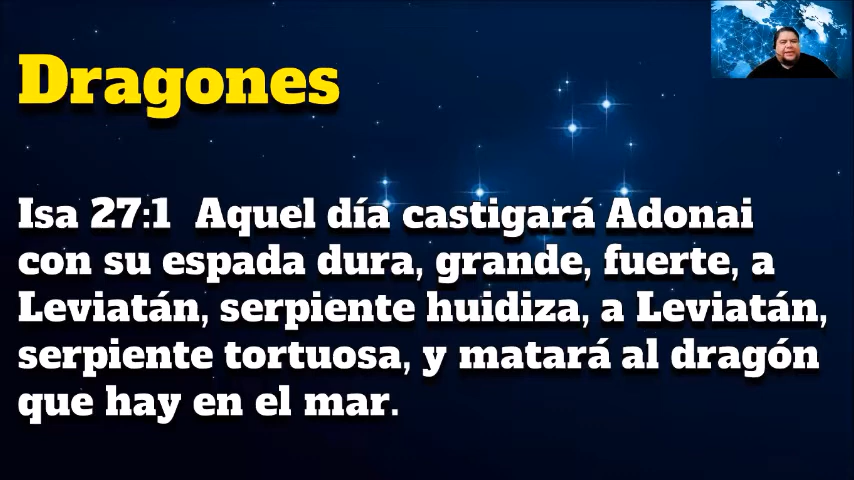 Dragones
Isa 27:1 Aquel día castigará Adonai
con su espada dura, grande, fuerte, a
Leviatán, serpiente huidiza, a Leviatán,
serpiente tortuosa, y matará al dragón
que hay en el mar.